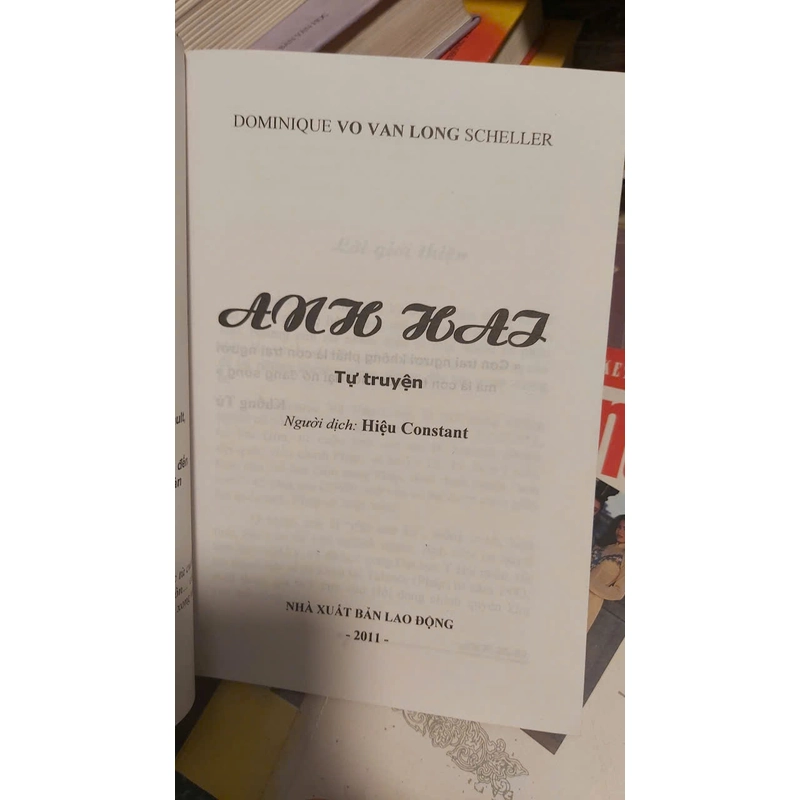 DOMINIQUE VO VAN LONG SCHELLER
ANH HAI
Tự truyện
Người dịch: Hiệu Constant
NHÀ XUẤT BẢN LAO ĐỘNG
- 2011 -